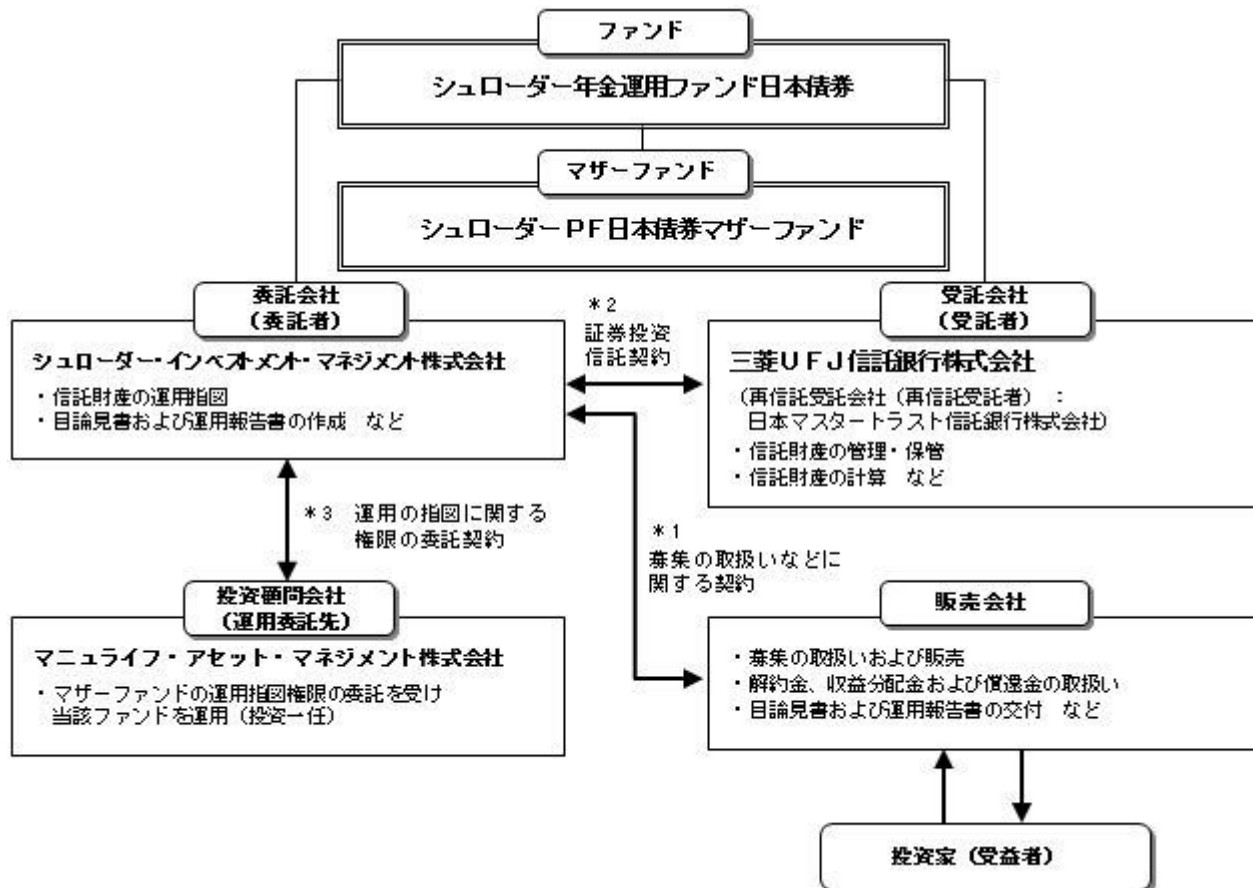 ファンド
シュローダー年金運用ファンド日本債券
マザーファンド
シュローダーPF日本債券マザーファンド
委託会社
(委託者)
シュローダー・インベストメント・マネジメント株式会社
・信託財産の運用指図
・目論見書および運用報告書の作成 など
*2
証券投資
信託契約
受託会社
(受託者)
三菱UFJ信託銀行株式会社
(再信託受託会社(再信託受託者) :
日本マスタートラスト信託銀行株式会社)
・信託財産の管理・保管
・信託財産の計算 など
*3 運用の指図に関する
権限の委託契約
*1
募集の取扱いなどに
関する契約
投資顧問会社
(運用委託先)
マニュライフ・アセット・マネジメント株式会社
・マザーファンドの運用指図権限の委託を受け
当該ファンドを運用(投資一任)
販売会社
・募集の取扱いおよび販売
・解約金、収益分配金および償還金の取扱い
・目論見書および運用報告書の交付 など
投資家(受益者)